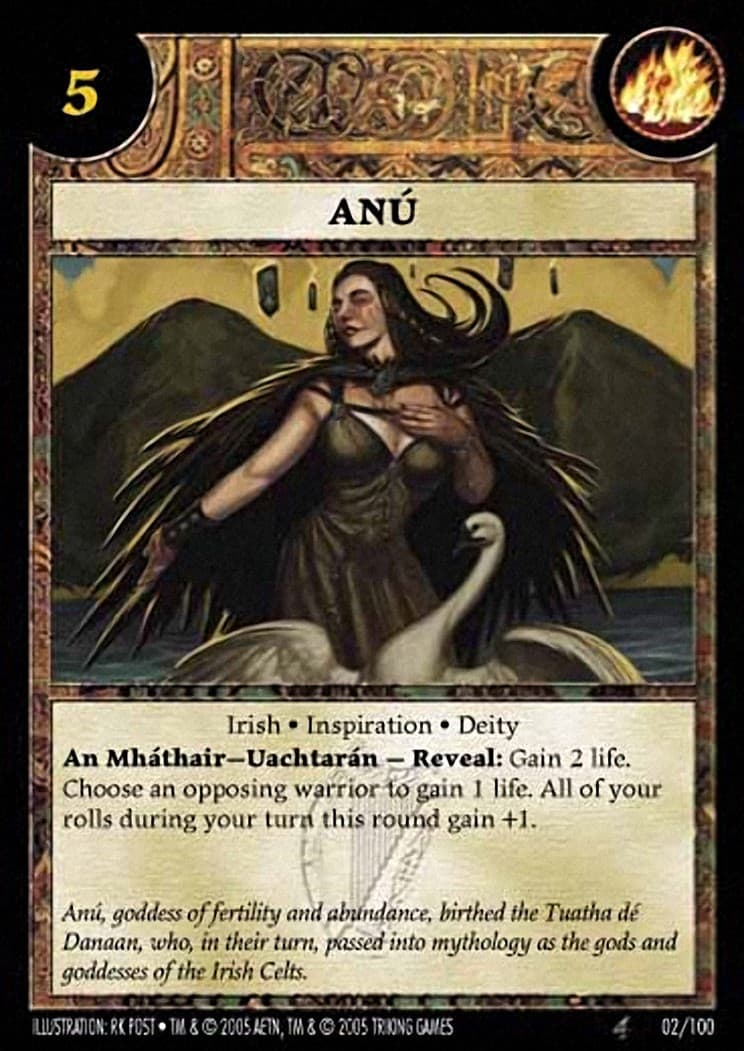 5
ANÚ
Irish • Inspiration • Deity
An Mháthair—Uachtarán — Reveal: Gain 2 life.
Choose an opposing warrior to gain 1 life. All of your
rolls during your turn this round gain +1.
Anú, goddess of fertility and abundance, birthed the Tuatha dé
Danaan, who, in their turn, passed into mythology as the gods and
goddesses of the Irish Celts.
ILLUSTRATION: RK POST • TM & © 2005 AETN, TM & © 2005 TRIKING GAMES 4 02/100